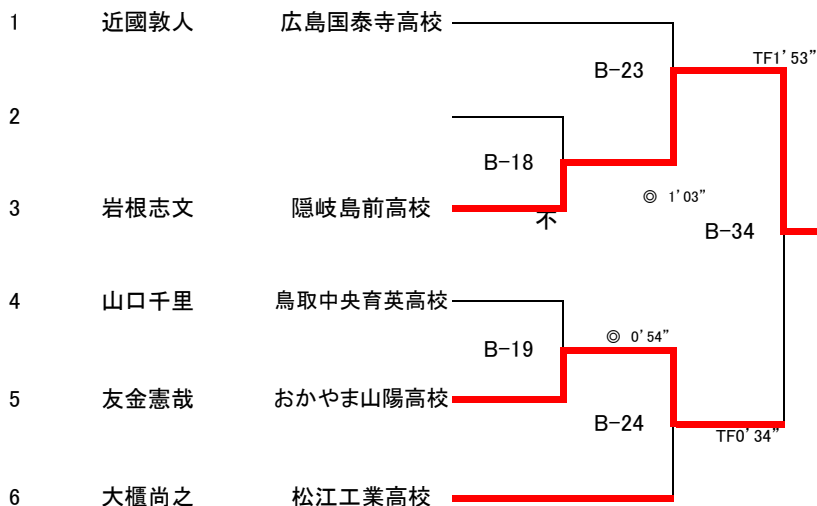 1 近國敦人 広島国泰寺高校
TF1'53"
B-23
2
B-18
◎ 1'03"
3 岩根志文 隠岐島前高校
不
B-34
4 山口千里 鳥取中央育英高校
◎ 0'54"
B-19
5 友金憲哉 おかやま山陽高校
B-24
TF0'34"
6 大櫃尚之 松江工業高校